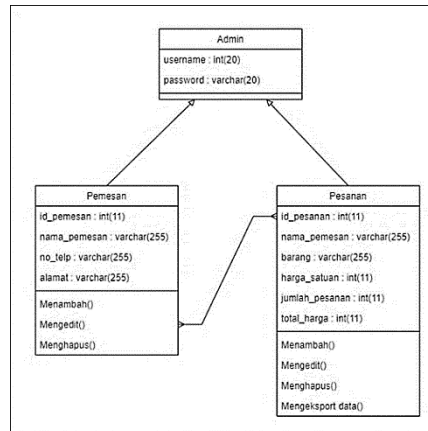 Admin
username : int(20)
password : varchar(20)
Pemesan
id_pemesan : int(11)
nama_pemesan : varchar(255)
no_telp : varchar(255)
alamat : varchar(255)
Menambah()
Mengedit()
Menghapus()
Pesanan
id_pesanan : int(11)
nama_pemesan : varchar(255)
barang : varchar(255)
harga_satuan : int(11)
jumlah_pesanan : int(11)
total_harga : int(11)
Menambah()
Mengedit()
Menghapus()
Mengeksport data()